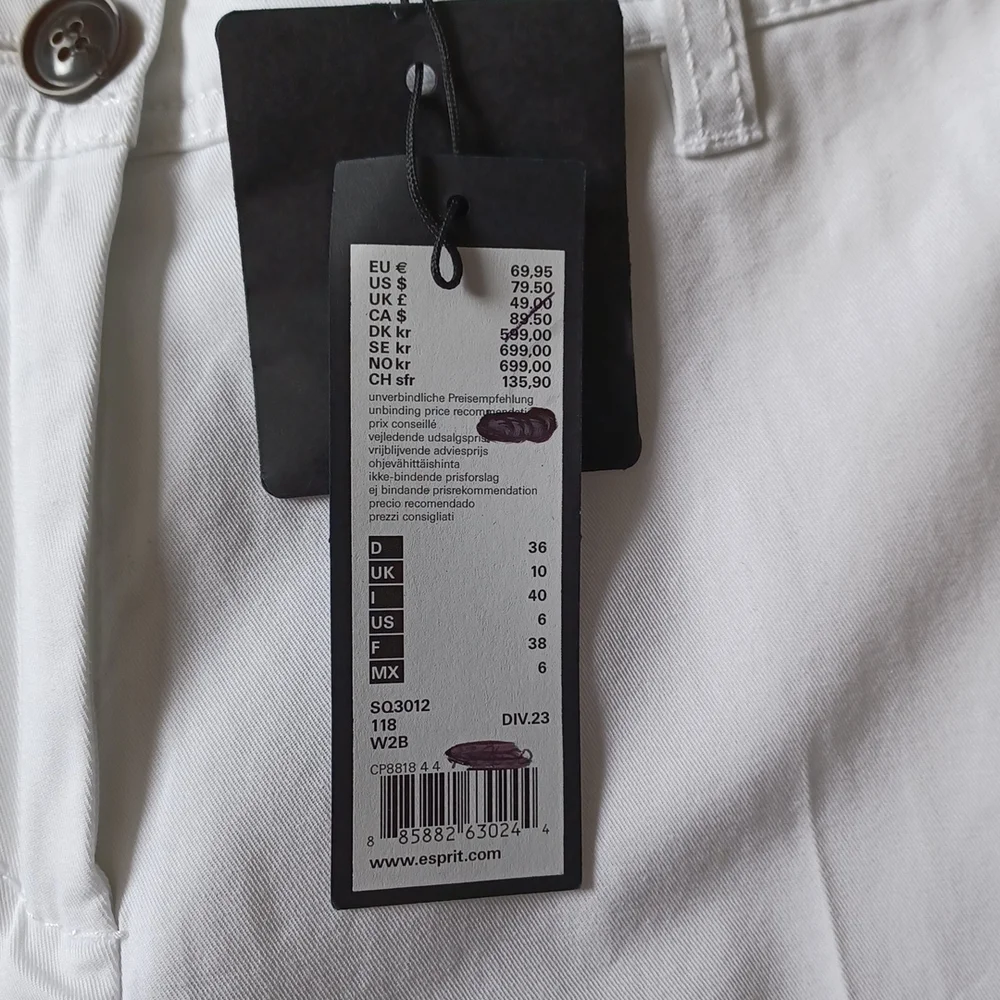 EU € 69,95
US $ 79.50
UK £ 49.00
CA $ 89.50
DK kr 599,00
SE kr 699,00
NO kr 699,00
CH sfr 135,90
unverbindliche Preisempfehlung
unbinding price recommendation
prix conseillé
vejledende udsalgspris
vrijblijvende adviesprijs
ohjevähittäishinta
ikke-bindende prisforslag
ej bindande prisrekommendation
precio recomendado
prezzi consigliati
D 36
UK 10
I 40
US 6
F 38
MX 6
SQ3012
118 DIV.23
W2B
CP8818 4 4
8 85882 63024 4
www.esprit.com